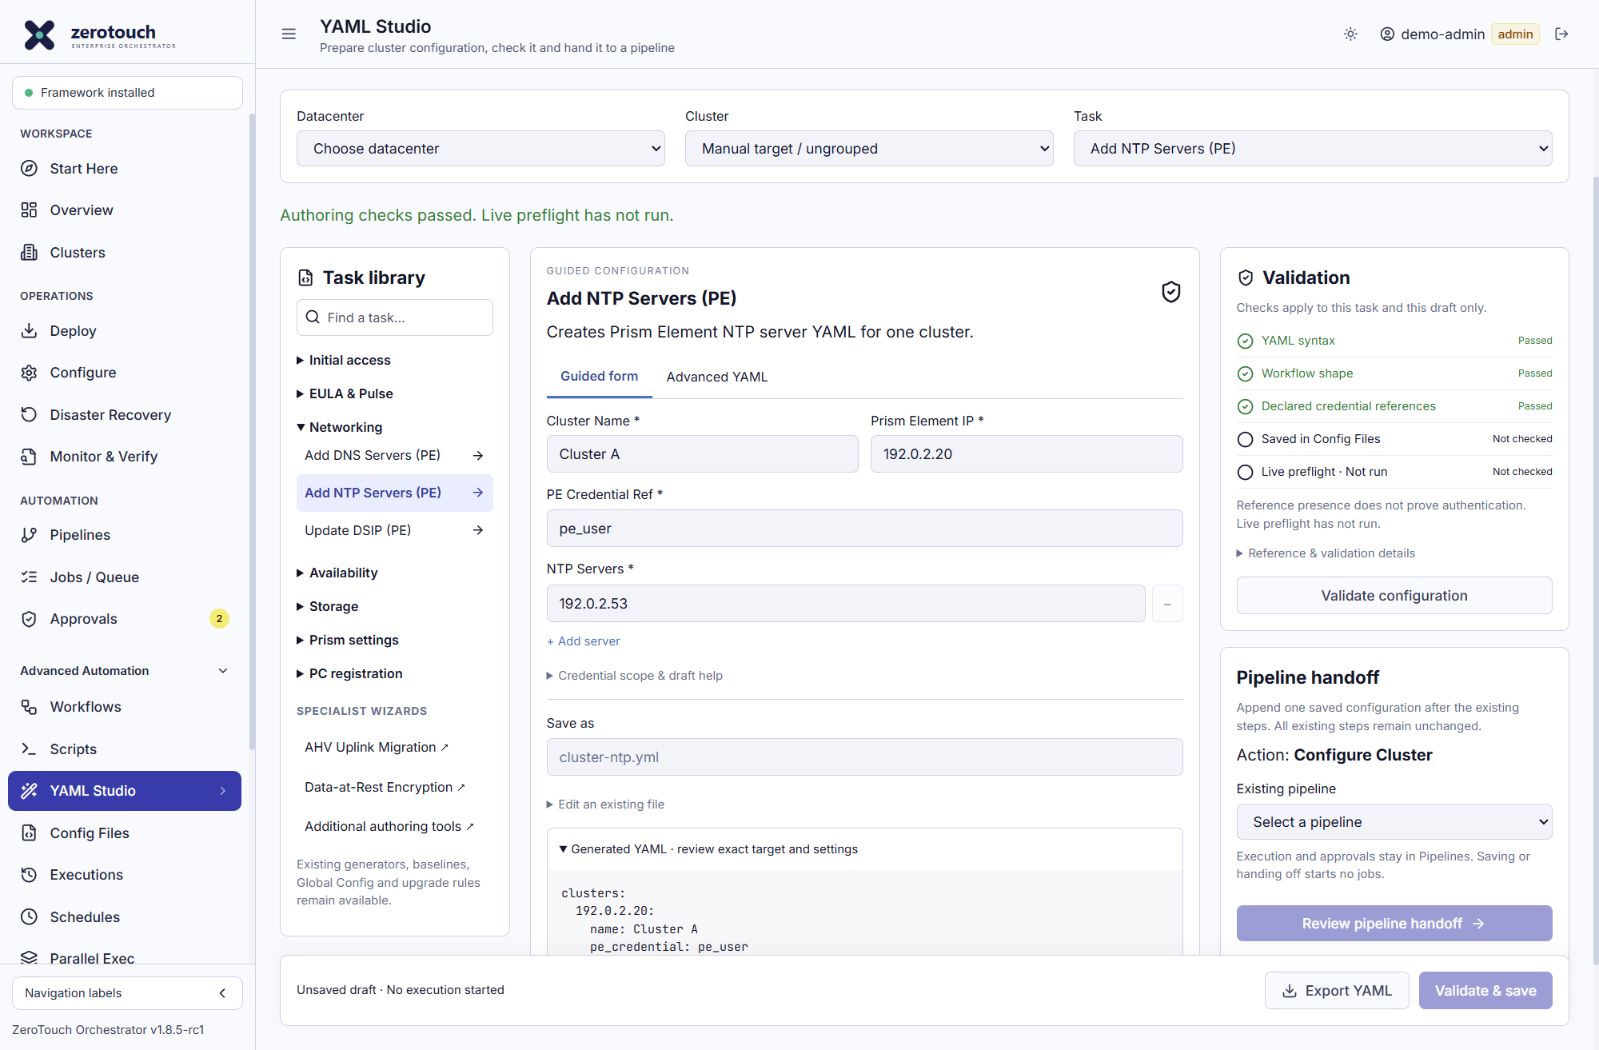 zerotouch
ENTERPRISE ORCHESTRATOR
Framework installed
WORKSPACE
Start Here
Overview
Clusters
OPERATIONS
Deploy
Configure
Disaster Recovery
Monitor & Verify
AUTOMATION
Pipelines
Jobs / Queue
Approvals
2
Advanced Automation
Workflows
Scripts
YAML Studio
Config Files
Executions
Schedules
Parallel Exec
Navigation labels
ZeroTouch Orchestrator v1.8.5-rc1
YAML Studio
Prepare cluster configuration, check it and hand it to a pipeline
demo-admin
admin
Datacenter
Choose datacenter
Cluster
Manual target / ungrouped
Task
Add NTP Servers (PE)
Authoring checks passed. Live preflight has not run.
Task library
Find a task...
Initial access
EULA & Pulse
Networking
Add DNS Servers (PE)
Add NTP Servers (PE)
Update DSIP (PE)
Availability
Storage
Prism settings
PC registration
SPECIALIST WIZARDS
AHV Uplink Migration ↗
Data-at-Rest Encryption ↗
Additional authoring tools ↗
Existing generators, baselines,
Global Config and upgrade rules
remain available.
GUIDED CONFIGURATION
Add NTP Servers (PE)
Creates Prism Element NTP server YAML for one cluster.
Guided form
Advanced YAML
Cluster Name *
Cluster A
Prism Element IP *
192.0.2.20
PE Credential Ref *
pe_user
NTP Servers *
192.0.2.53
−
+ Add server
Credential scope & draft help
Save as
cluster-ntp.yml
Edit an existing file
Generated YAML · review exact target and settings
clusters:
192.0.2.20:
name: Cluster A
pe_credential: pe_user
Validation
Checks apply to this task and this draft only.
YAML syntax Passed
Workflow shape Passed
Declared credential references Passed
Saved in Config Files Not checked
Live preflight · Not run Not checked
Reference presence does not prove authentication.
Live preflight has not run.
Reference & validation details
Validate configuration
Pipeline handoff
Append one saved configuration after the existing
steps. All existing steps remain unchanged.
Action: Configure Cluster
Existing pipeline
Select a pipeline
Execution and approvals stay in Pipelines. Saving or
handing off starts no jobs.
Review pipeline handoff →
Unsaved draft · No execution started
Export YAML
Validate & save